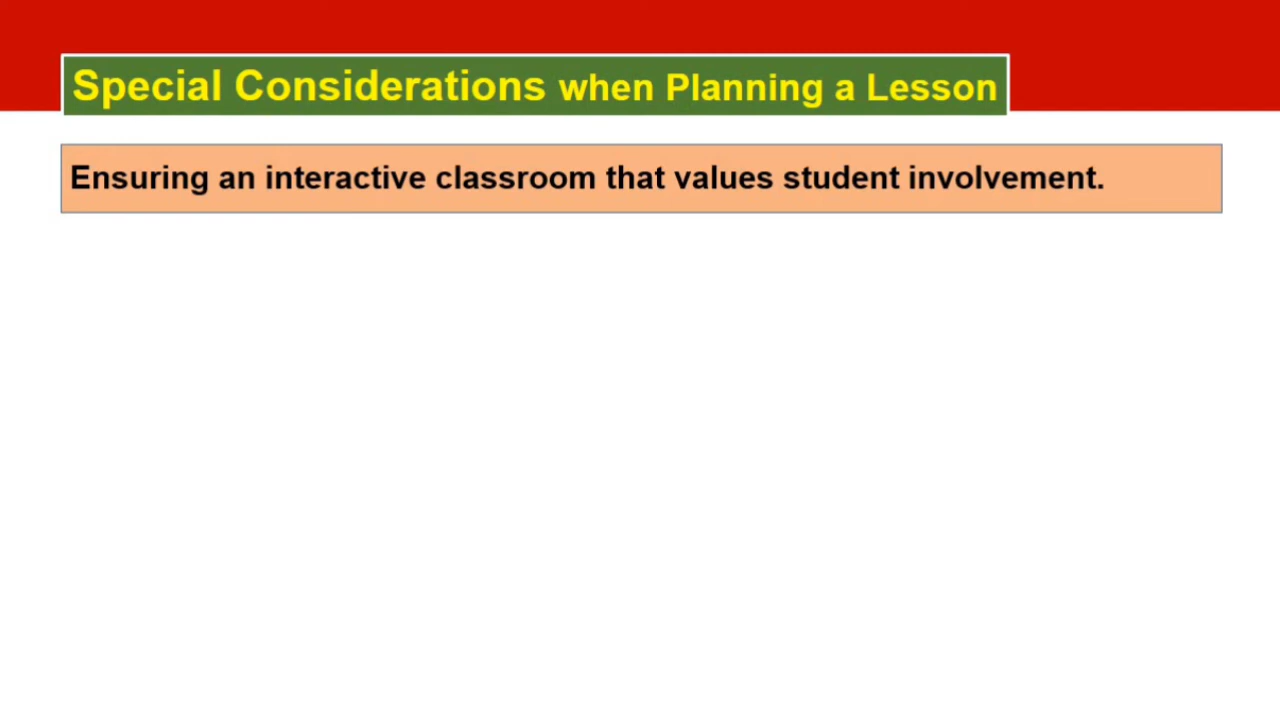 Special Considerations when Planning a Lesson
Ensuring an interactive classroom that values student involvement.